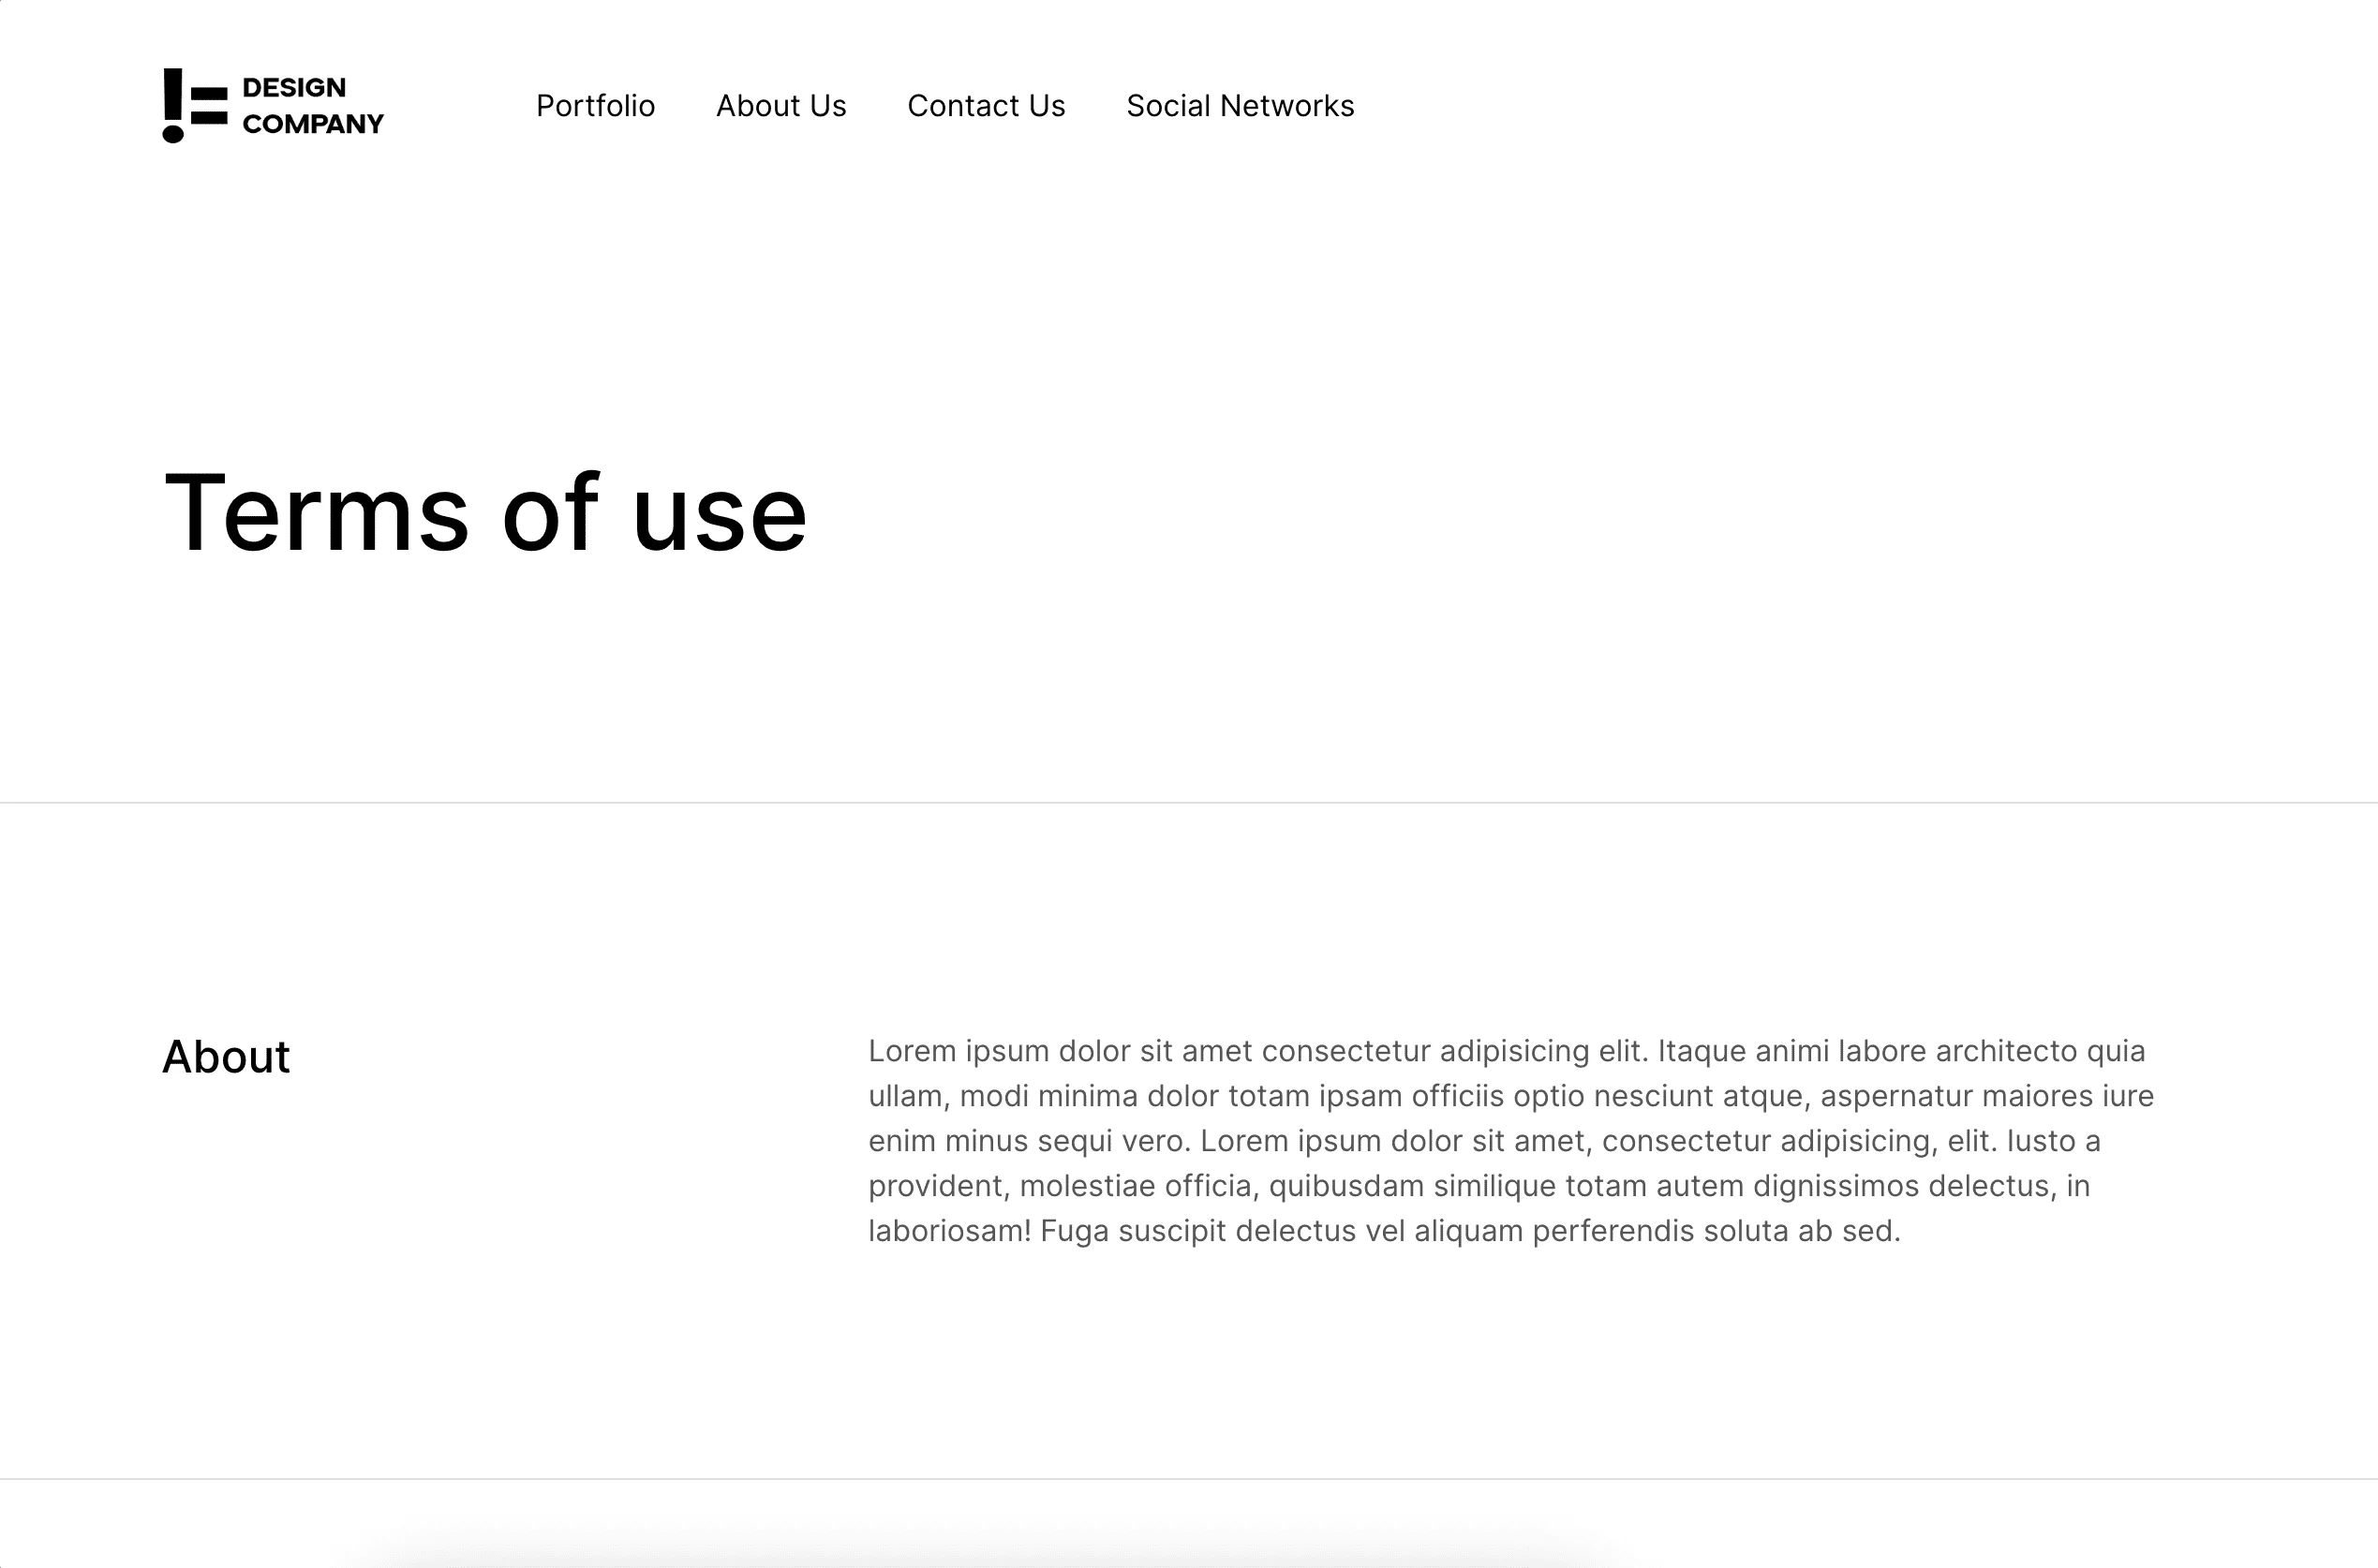 != DESIGN
COMPANY
Portfolio About Us Contact Us Social Networks
Terms of use
About
Lorem ipsum dolor sit amet consectetur adipisicing elit. Itaque animi labore architecto quia
ullam, modi minima dolor totam ipsam officiis optio nesciunt atque, aspernatur maiores iure
enim minus sequi vero. Lorem ipsum dolor sit amet, consectetur adipisicing, elit. Iusto a
provident, molestiae officia, quibusdam similique totam autem dignissimos delectus, in
laboriosam! Fuga suscipit delectus vel aliquam perferendis soluta ab sed.